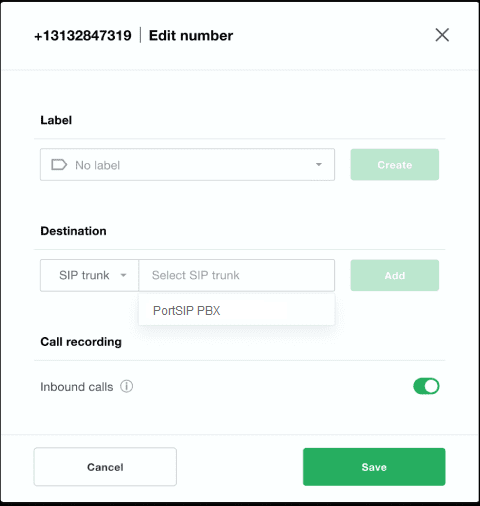 +13132847319 | Edit number
Label
No label
Create
Destination
SIP trunk
Select SIP trunk
Add
PortSIP PBX
Call recording
Inbound calls
Cancel
Save